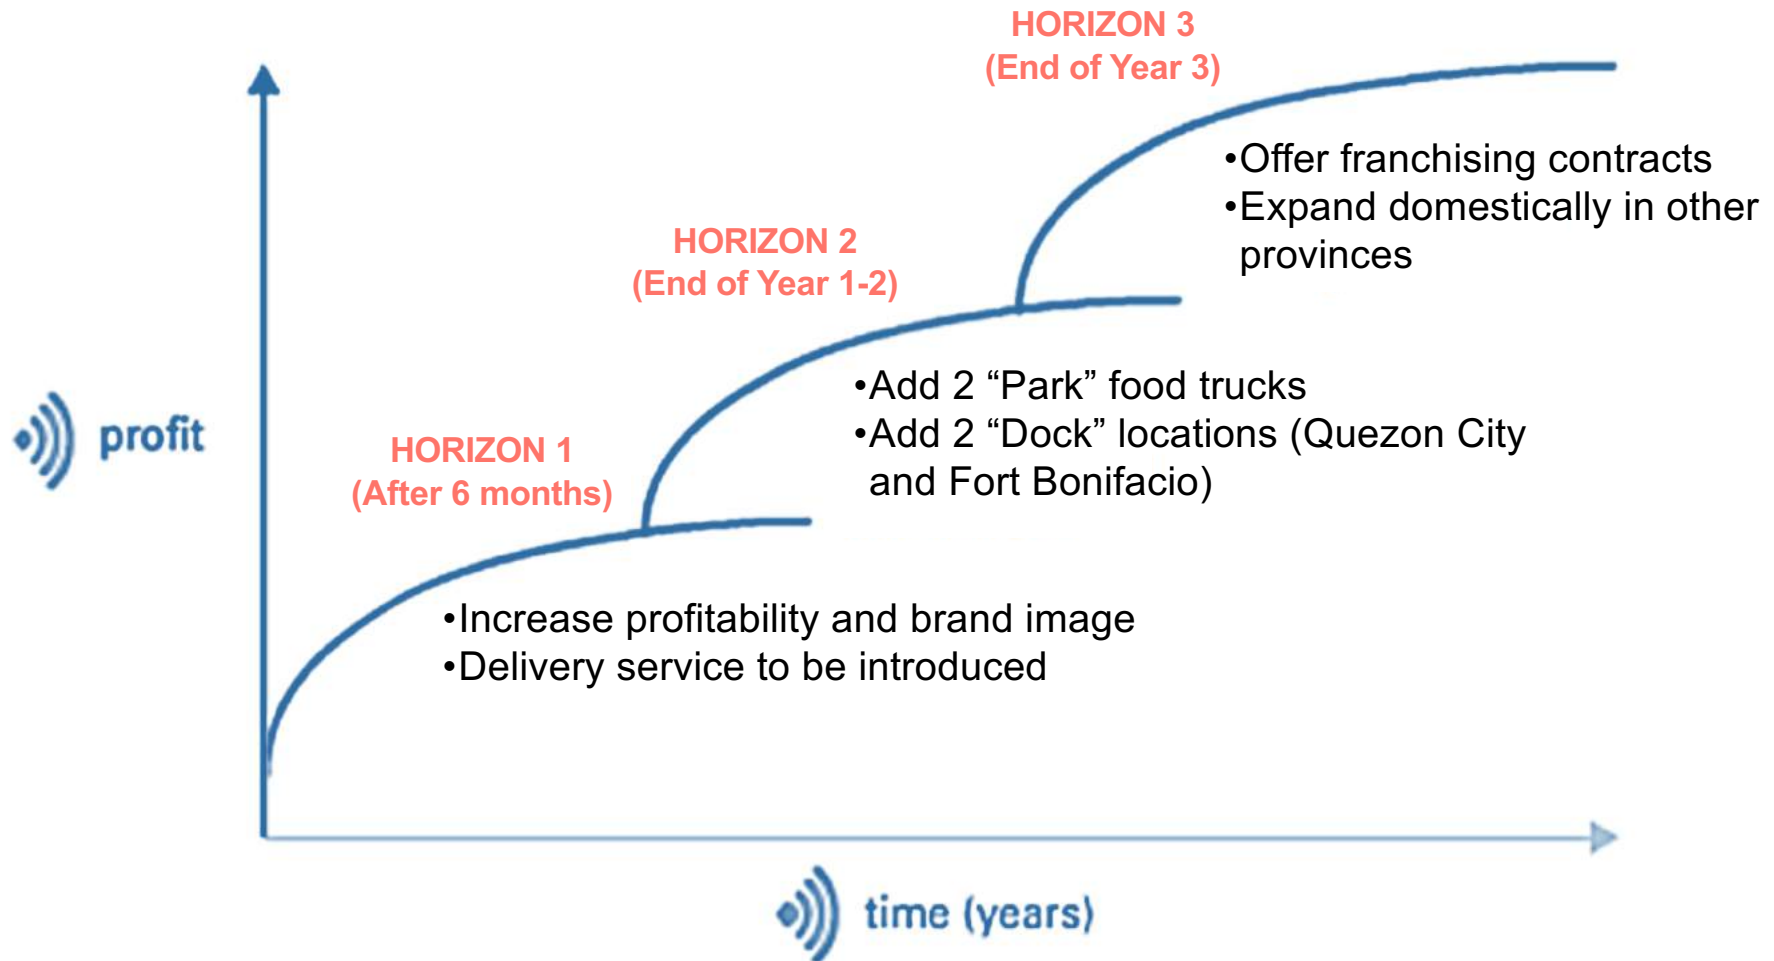 HORIZON 3
(End of Year 3)
•Offer franchising contracts
•Expand domestically in other
provinces
HORIZON 2
(End of Year 1-2)
•Add 2 “Park” food trucks
•Add 2 “Dock” locations (Quezon City
and Fort Bonifacio)
profit
HORIZON 1
(After 6 months)
•Increase profitability and brand image
•Delivery service to be introduced
time (years)